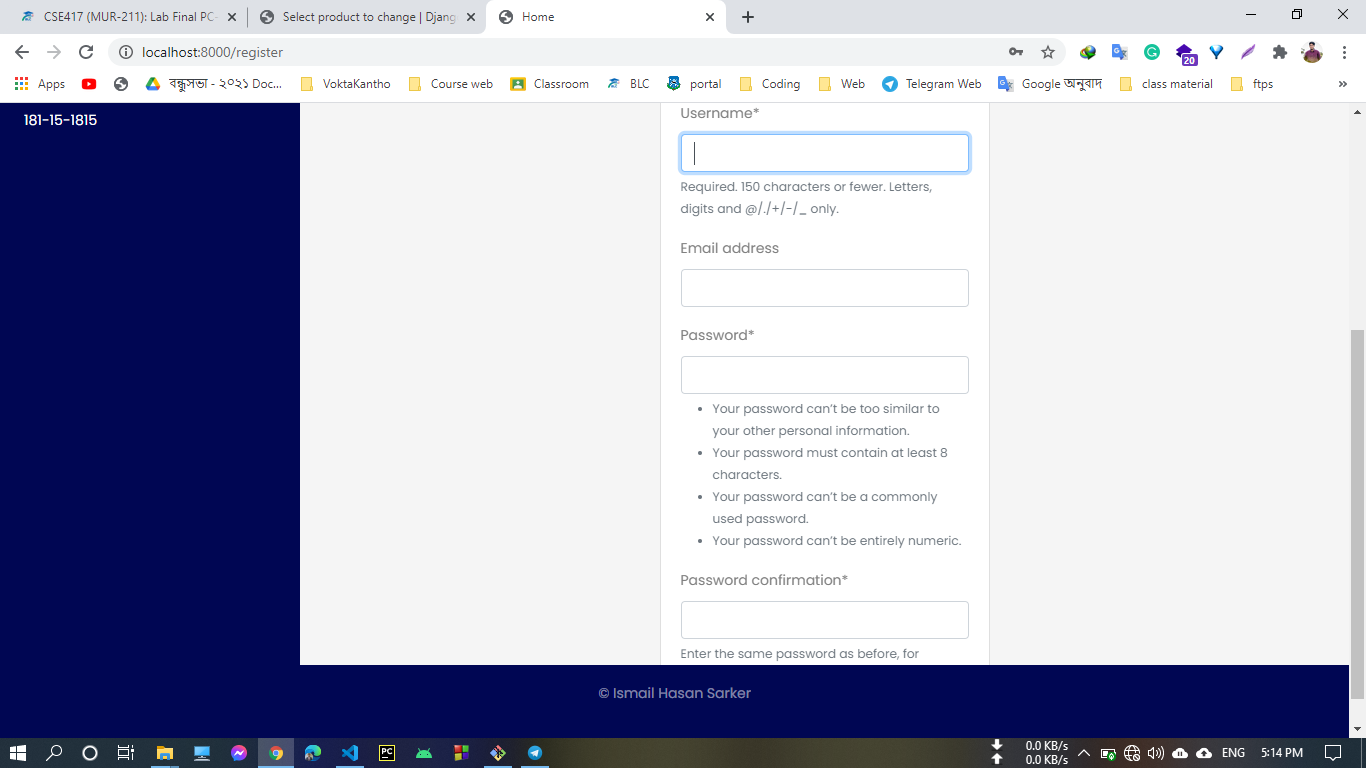 CSE417 (MUR-211): Lab Final PC-
Select product to change | Djang
Home
localhost:8000/register
20
Apps
বন্ধুসভা - ২০২১ Doc...
VoktaKantho
Course web
Classroom
BLC
portal
Coding
Web
Telegram Web
Google অনুবাদ
class material
ftps
»
181-15-1815
Username*
Required. 150 characters or fewer. Letters,
digits and @/./+/-/_ only.
Email address
Password*
• Your password can’t be too similar to
your other personal information.
• Your password must contain at least 8
characters.
• Your password can’t be a commonly
used password.
• Your password can’t be entirely numeric.
Password confirmation*
Enter the same password as before, for
© Ismail Hasan Sarker
PC
0.0 KB/s
0.0 KB/s
ENG
5:14 PM